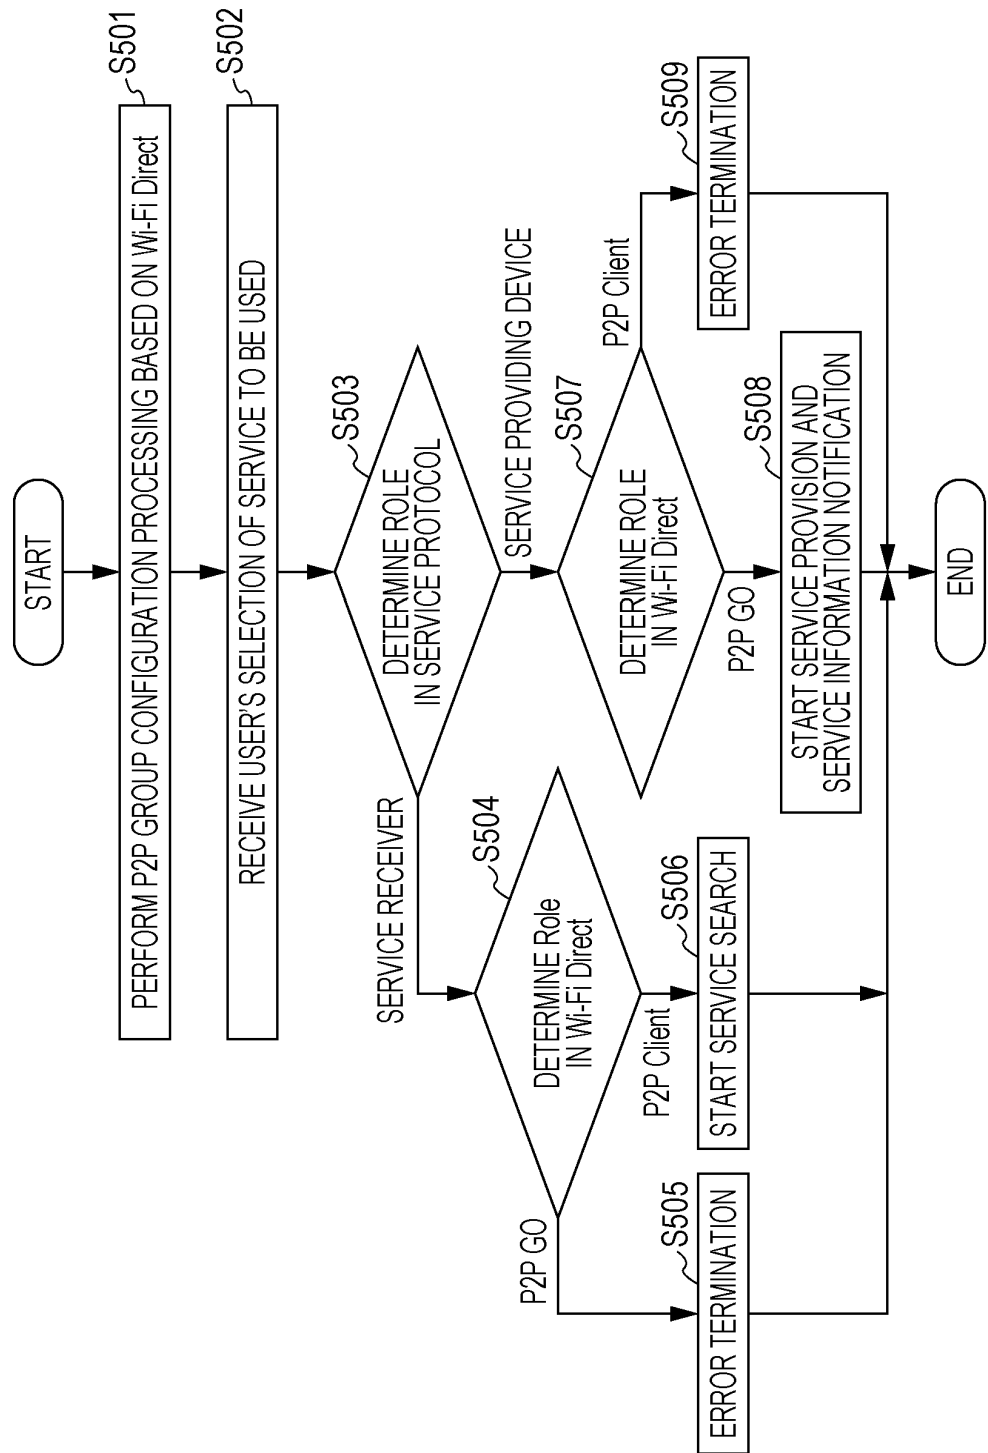 START
S501
PERFORM P2P GROUP CONFIGURATION PROCESSING BASED ON Wi-Fi Direct
S502
RECEIVE USER'S SELECTION OF SERVICE TO BE USED
S503
DETERMINE ROLE
IN SERVICE PROTOCOL
SERVICE RECEIVER
SERVICE PROVIDING DEVICE
S504
DETERMINE Role
IN Wi-Fi Direct
P2P GO
P2P Client
S505
ERROR TERMINATION
S506
START SERVICE SEARCH
S507
DETERMINE ROLE
IN Wi-Fi Direct
P2P GO
P2P Client
S508
START SERVICE PROVISION AND
SERVICE INFORMATION NOTIFICATION
S509
ERROR TERMINATION
END